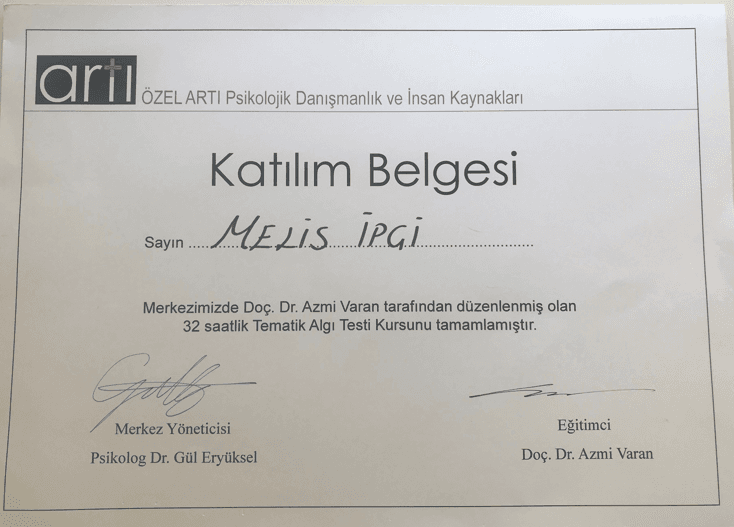 artı
ÖZEL ARTI Psikolojik Danışmanlık ve İnsan Kaynakları
Katılım Belgesi
Sayın ..... MELİS İPGİ ..............................
Merkezimizde Doç. Dr. Azmi Varan tarafından düzenlenmiş olan
32 saatlik Tematik Algı Testi Kursunu tamamlamıştır.
Merkez Yöneticisi
Psikolog Dr. Gül Eryüksel
Eğitimci
Doç. Dr. Azmi Varan